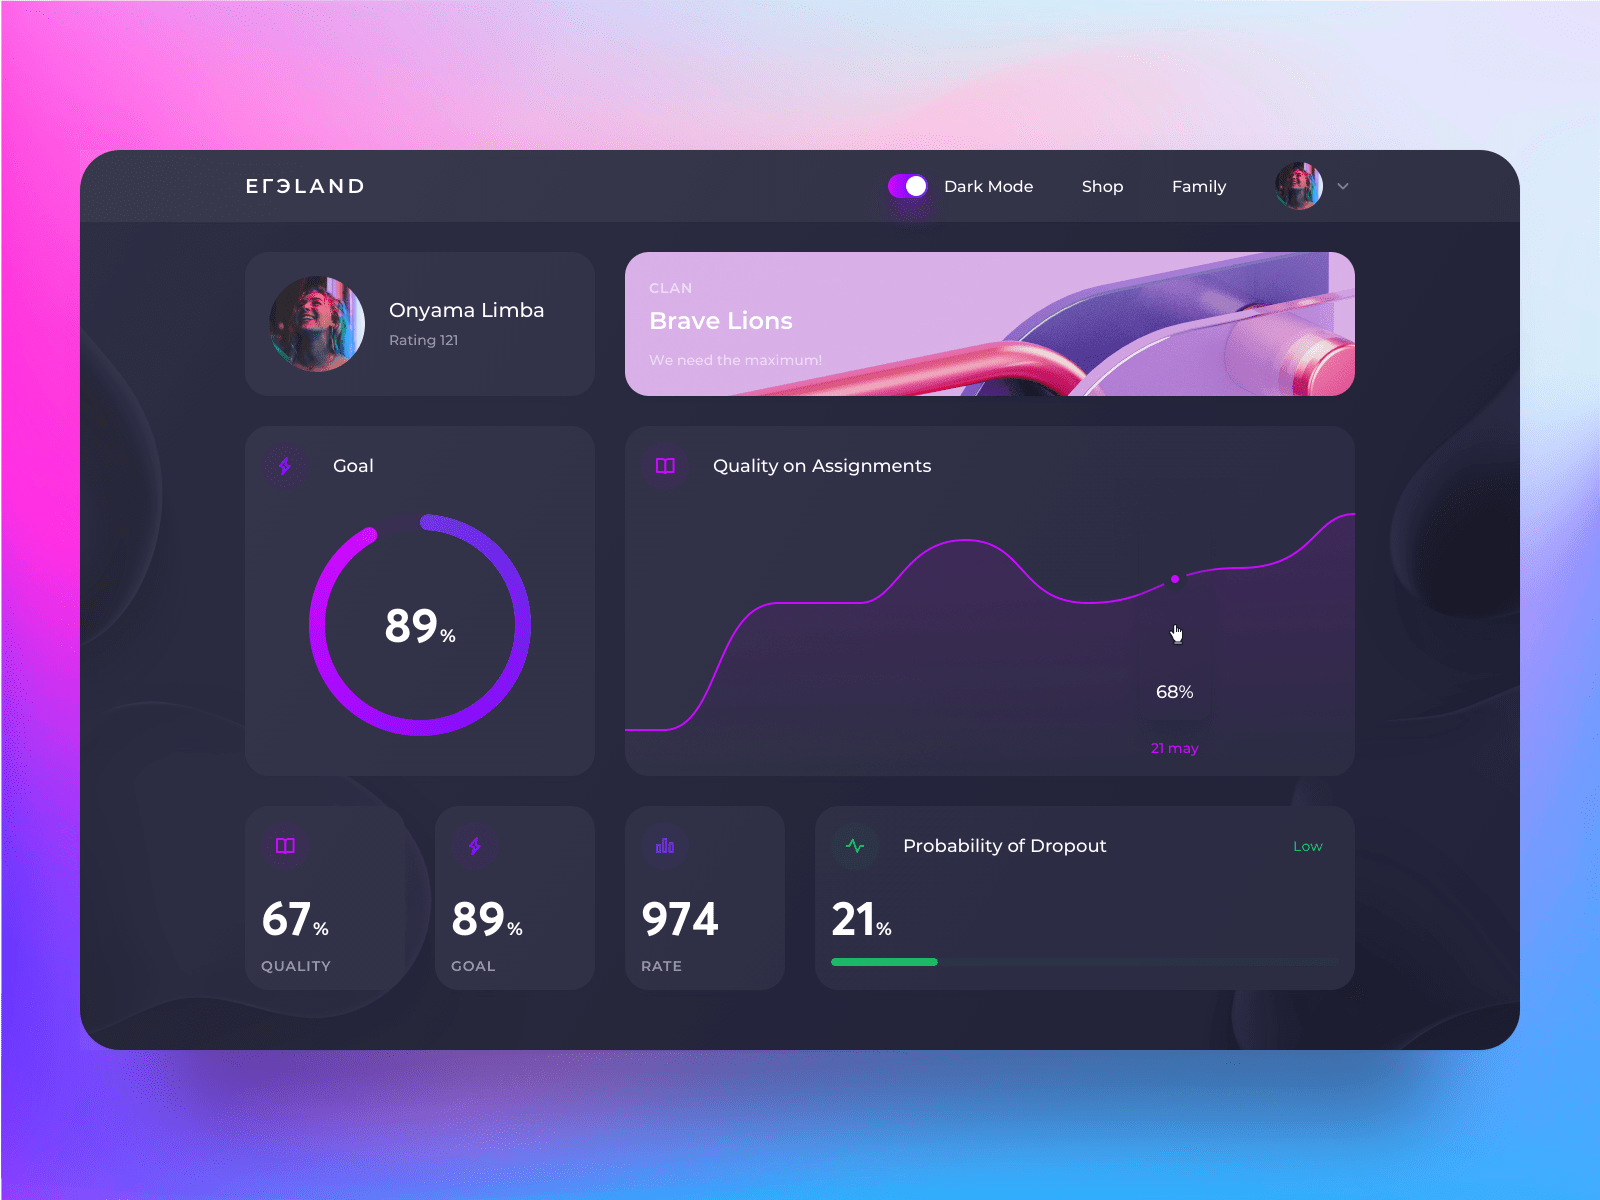 ЕГЭLAND
Dark Mode
Shop
Family
Onyama Limba
Rating 121
CLAN
Brave Lions
We need the maximum!
Goal
89%
Quality on Assignments
68%
21 may
67%
QUALITY
89%
GOAL
974
RATE
Probability of Dropout
Low
21%